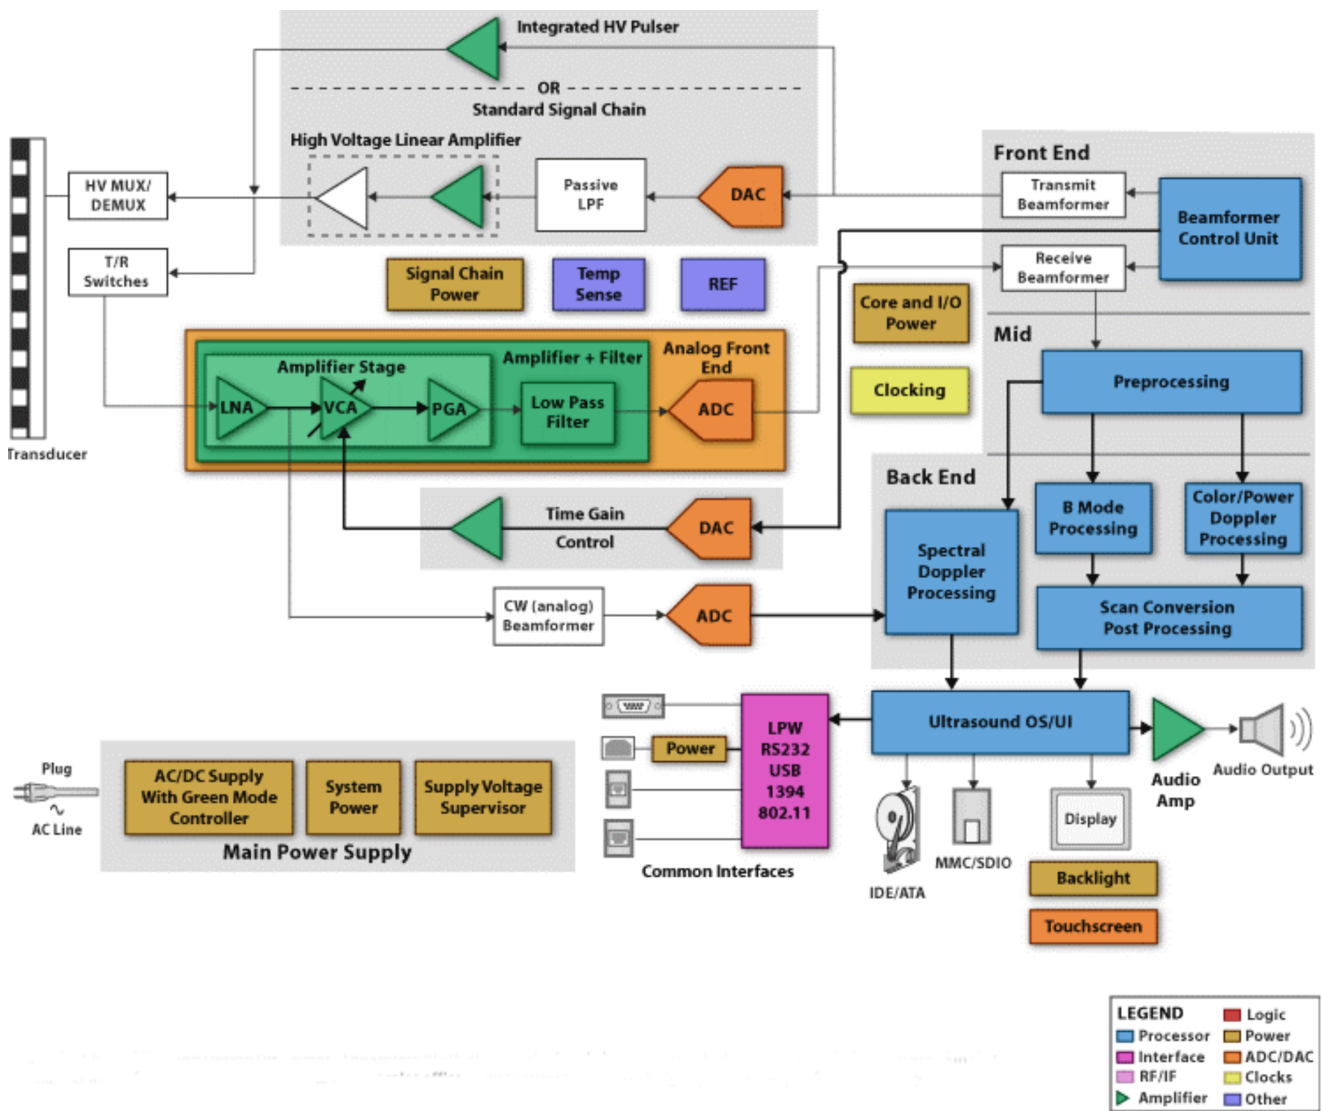 Integrated HV Pulser
OR
Standard Signal Chain
High Voltage Linear Amplifier
HV MUX/
DEMUX
Passive
LPF
DAC
Front End
Transmit
Beamformer
Beamformer
Control Unit
T/R
Switches
Receive
Beamformer
Signal Chain
Power
Temp
Sense
REF
Core and I/O
Power
Mid
Clocking
Preprocessing
Transducer
Amplifier Stage
Amplifier + Filter
Analog Front
End
LNA
VCA
PGA
Low Pass
Filter
ADC
Back End
Time Gain
Control
DAC
Spectral
Doppler
Processing
B Mode
Processing
Color/Power
Doppler
Processing
CW (analog)
Beamformer
ADC
Scan Conversion
Post Processing
Ultrasound OS/UI
LPW
RS232
USB
1394
802.11
Power
Common Interfaces
Audio
Amp
Audio Output
Plug
AC Line
AC/DC Supply
With Green Mode
Controller
System
Power
Supply Voltage
Supervisor
Main Power Supply
IDE/ATA
MMC/SDIO
Display
Backlight
Touchscreen
LEGEND
Processor
Interface
RF/IF
Amplifier
Logic
Power
ADC/DAC
Clocks
Other